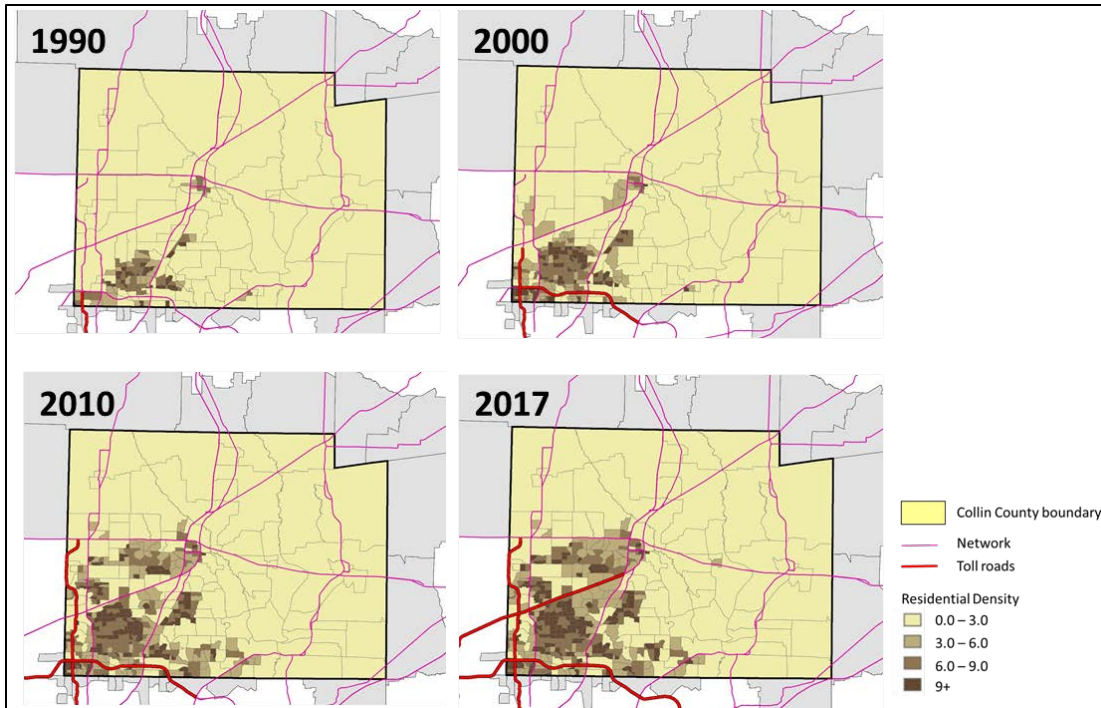 1990
2000
2010
2017
Collin County boundary
Network
Toll roads
Residential Density
0.0 – 3.0
3.0 – 6.0
6.0 – 9.0
9+